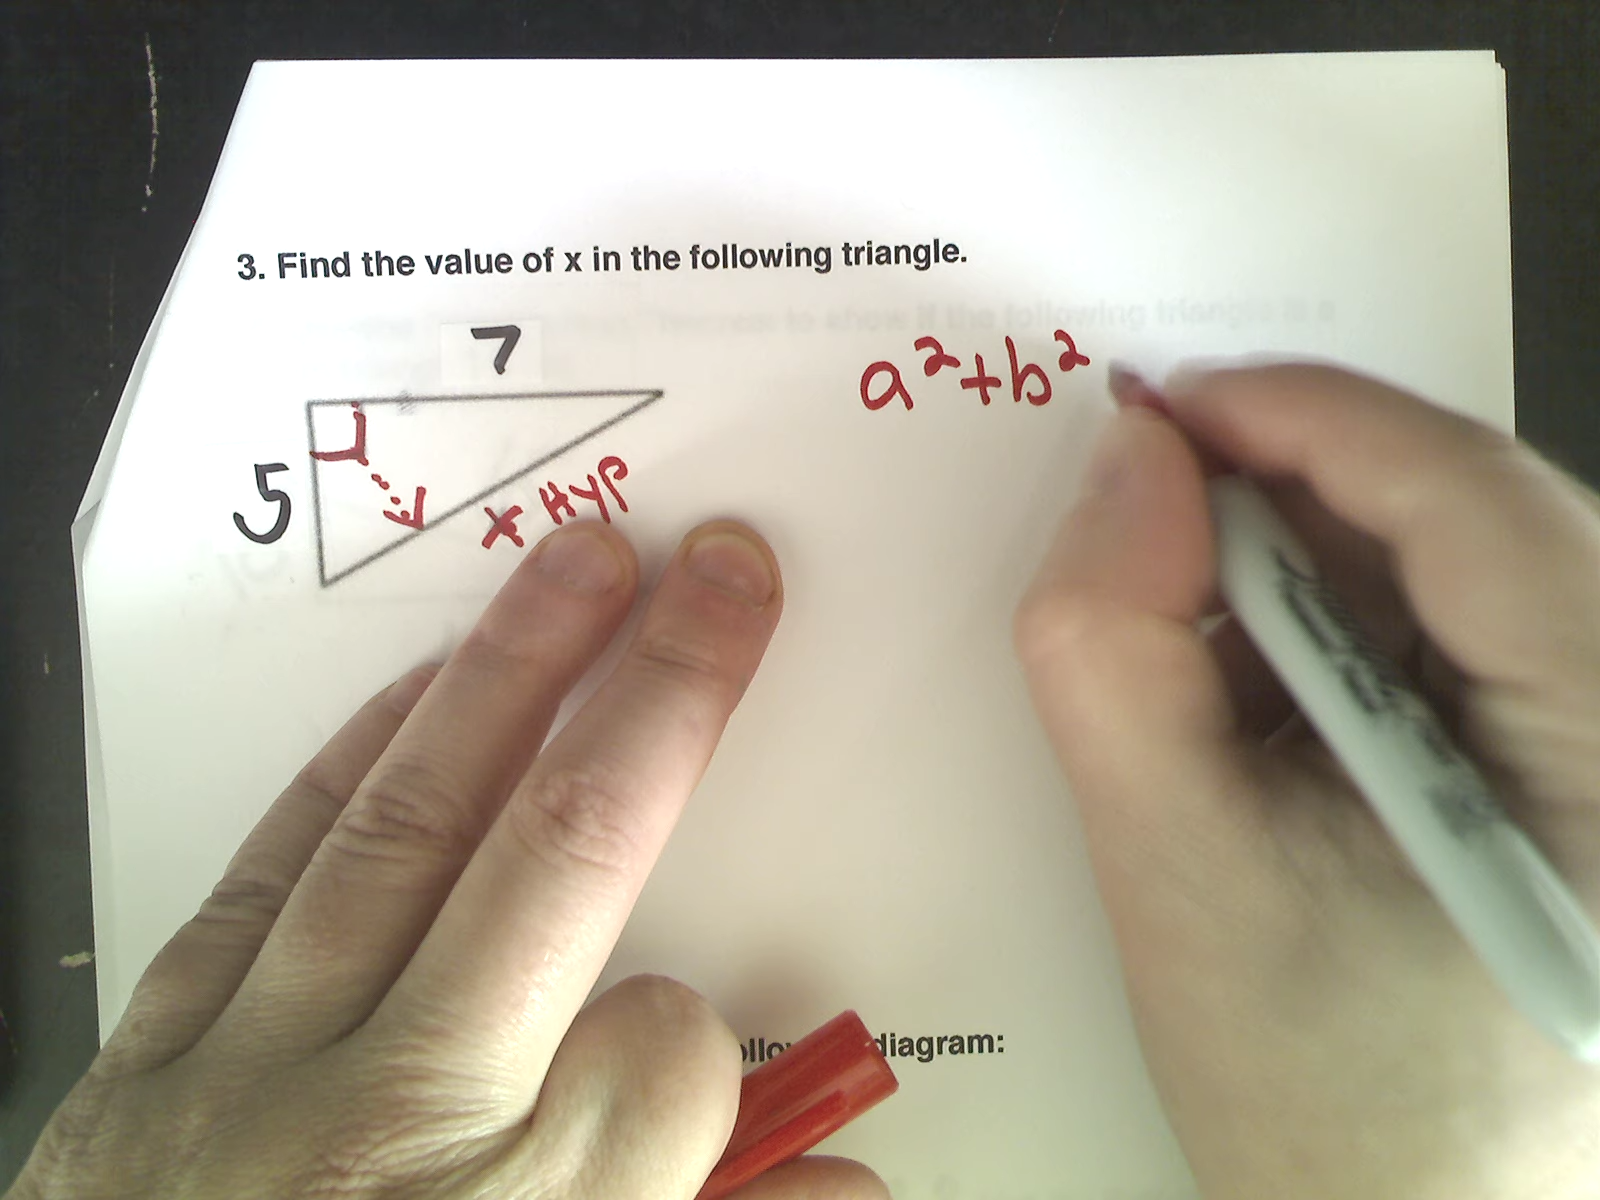 3. Find the value of x in the following triangle.
7
a²+b²
5
x Hyp
diagram: